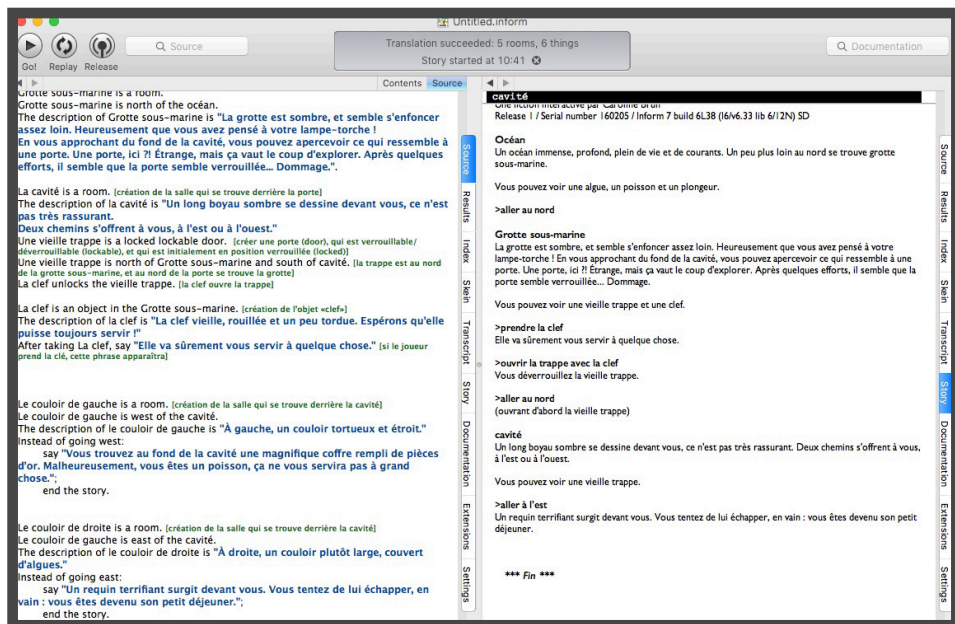 Untitled.inform
Go!
Replay
Release
Source
Translation succeeded: 5 rooms, 6 things
Story started at 10:41
Documentation
Contents
Source
Grotte sous-marine is a room.
Grotte sous-marine is north of the océan.
The description of Grotte sous-marine is "La grotte est sombre, et semble s'enfoncer
assez loin. Heureusement que vous avez pensé à votre lampe-torche !
En vous approchant du fond de la cavité, vous pouvez apercevoir ce qui ressemble à
une porte. Une porte, ici ?! Étrange, mais ça vaut le coup d'explorer. Après quelques
efforts, il semble que la porte semble verrouillée... Dommage.".
La cavité is a room. [création de la salle qui se trouve derrière la porte]
The description of la cavité is "Un long boyau sombre se dessine devant vous, ce n'est
pas très rassurant.
Deux chemins s'offrent à vous, à l'est ou à l'ouest."
Une vieille trappe is a locked lockable door. [créer une porte (door), qui est verrouillable/
déverrouillable (lockable), et qui est initialement en position verrouillée (locked)]
Une vieille trappe is north of Grotte sous-marine and south of cavité. [la trappe est au nord
de la grotte sous-marine, et au nord de la porte se trouve la grotte]
La clef unlocks the vieille trappe. [la clef ouvre la trappe]
La clef is an object in the Grotte sous-marine. [création de l'objet «clef»]
The description of la clef is "La clef vieille, rouillée et un peu tordue. Espérons qu'elle
puisse toujours servir !"
After taking La clef, say "Elle va sûrement vous servir à quelque chose." [si le joueur
prend la clé, cette phrase apparaîtra]
Le couloir de gauche is a room. [création de la salle qui se trouve derrière la cavité]
Le couloir de gauche is west of the cavité.
The description of le couloir de gauche is "À gauche, un couloir tortueux et étroit."
Instead of going west:
say "Vous trouvez au fond de la cavité une magnifique coffre rempli de pièces
d'or. Malheureusement, vous êtes un poisson, ça ne vous servira pas à grand
chose.";
end the story.
Le couloir de droite is a room. [création de la salle qui se trouve derrière la cavité]
Le couloir de gauche is east of the cavité.
The description of le couloir de droite is "À droite, un couloir plutôt large, couvert
d'algues."
Instead of going east:
say "Un requin terrifiant surgit devant vous. Vous tentez de lui échapper, en
vain : vous êtes devenu son petit déjeuner.";
end the story.
Source
Results
Index
Skein
Transcript
Story
Documentation
Extensions
Settings
cavité
Une fiction interactive par Caroline Brun
Release 1 / Serial number 160205 / Inform 7 build 6L38 (I6/v6.33 lib 6/12N) SD
Océan
Un océan immense, profond, plein de vie et de courants. Un peu plus loin au nord se trouve grotte
sous-marine.
Vous pouvez voir une algue, un poisson et un plongeur.
>aller au nord
Grotte sous-marine
La grotte est sombre, et semble s'enfoncer assez loin. Heureusement que vous avez pensé à votre
lampe-torche ! En vous approchant du fond de la cavité, vous pouvez apercevoir ce qui ressemble à une
porte. Une porte, ici ?! Étrange, mais ça vaut le coup d'explorer. Après quelques efforts, il semble que la
porte semble verrouillée... Dommage.
Vous pouvez voir une vieille trappe et une clef.
>prendre la clef
Elle va sûrement vous servir à quelque chose.
>ouvrir la trappe avec la clef
Vous déverrouillez la vieille trappe.
>aller au nord
(ouvrant d'abord la vieille trappe)
cavité
Un long boyau sombre se dessine devant vous, ce n'est pas très rassurant. Deux chemins s'offrent à vous,
à l'est ou à l'ouest.
Vous pouvez voir une vieille trappe.
>aller à l'est
Un requin terrifiant surgit devant vous. Vous tentez de lui échapper, en vain : vous êtes devenu son petit
déjeuner.
*** Fin ***
Source
Results
Index
Skein
Transcript
Story
Documentation
Extensions
Settings